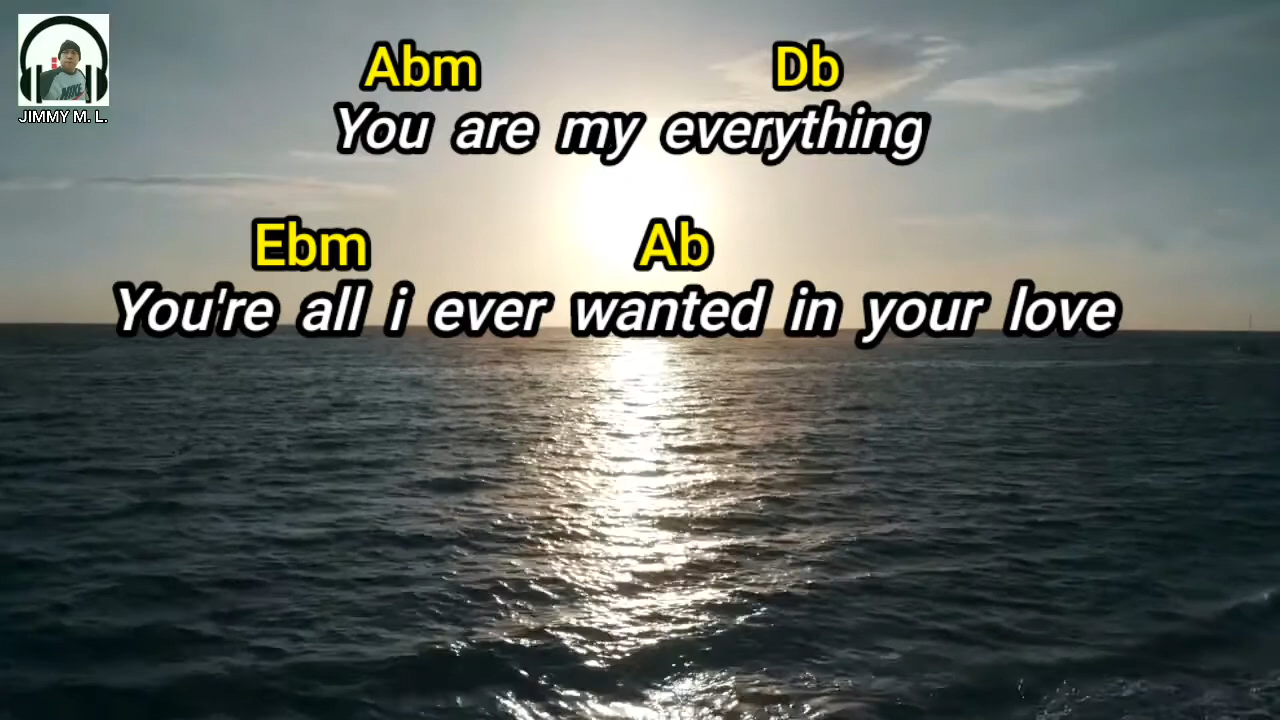 JIMMY M. L.
Abm Db
You are my everything
Ebm Ab
You're all i ever wanted in your love